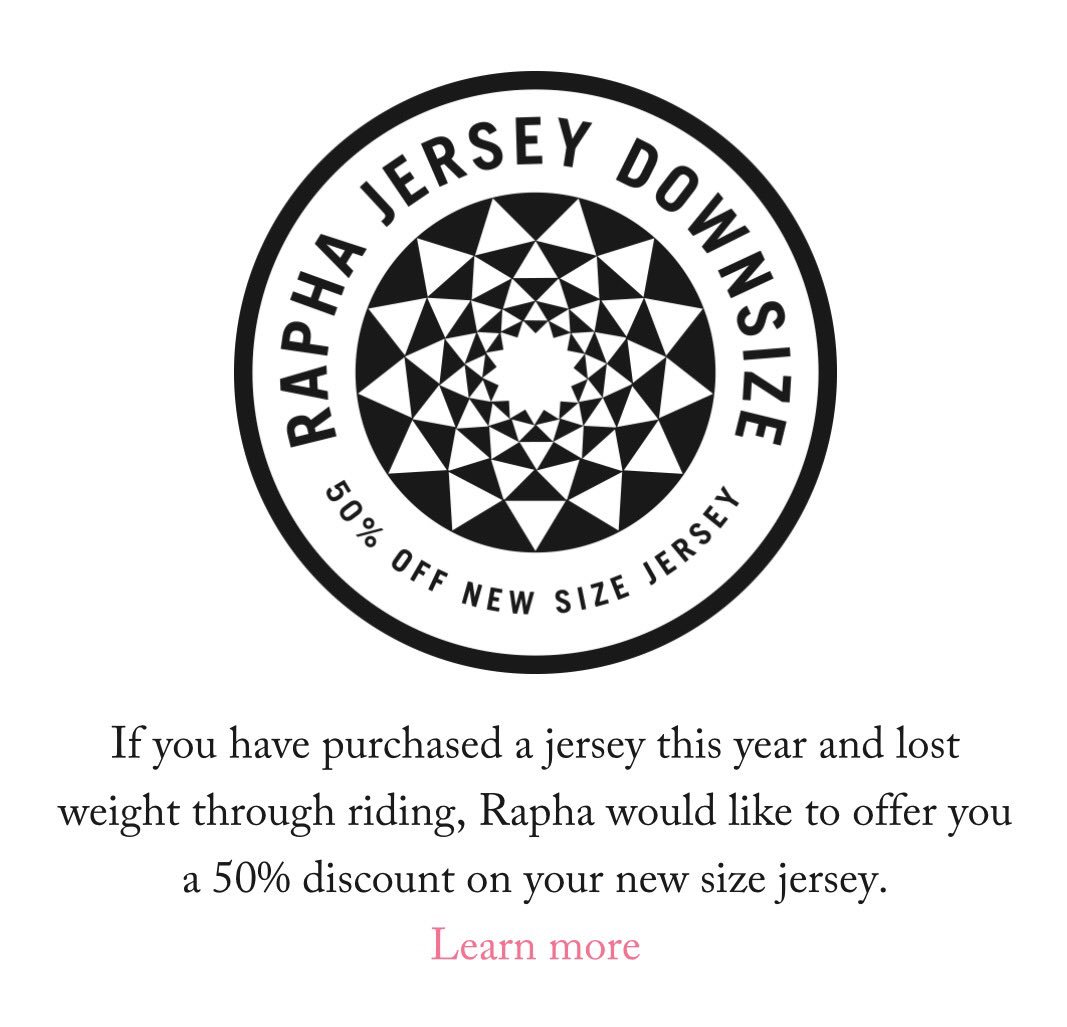 RAPHA JERSEY DOWNSIZE
50% OFF NEW SIZE JERSEY
If you have purchased a jersey this year and lost
weight through riding, Rapha would like to offer you
a 50% discount on your new size jersey.
Learn more